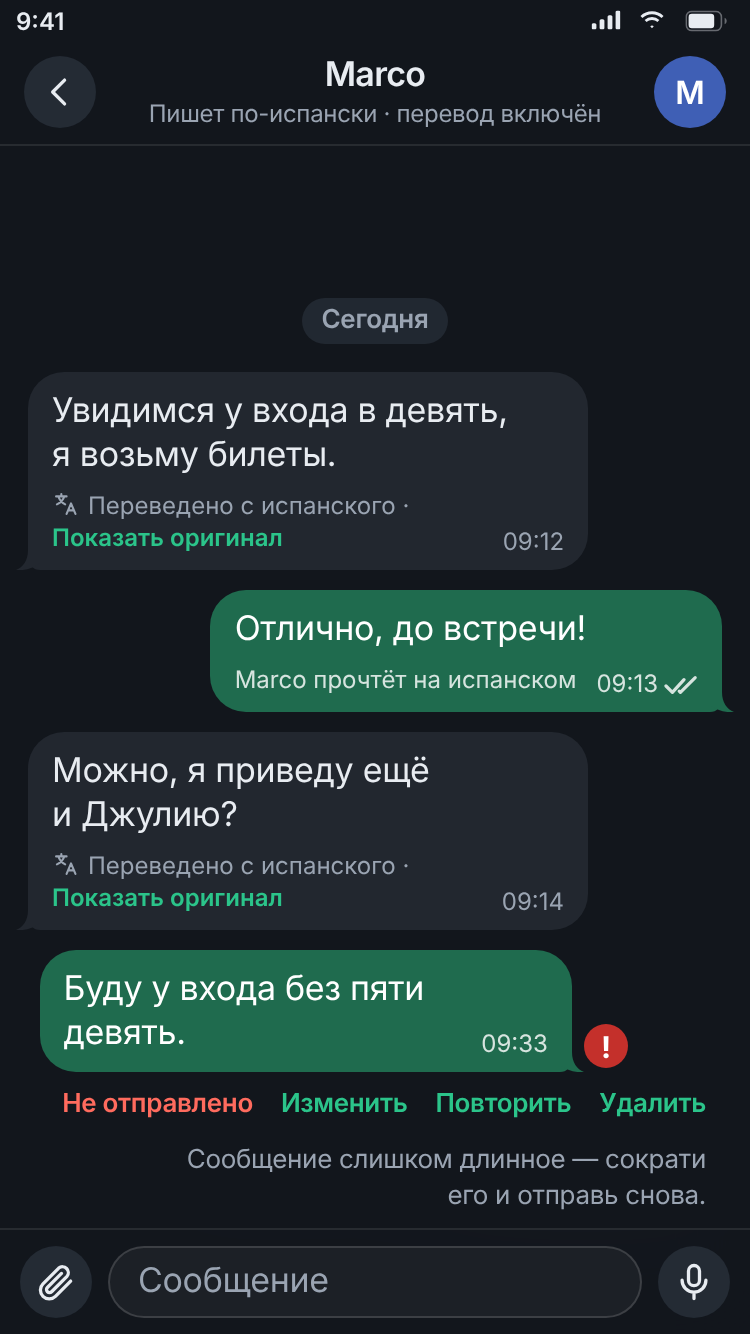 9:41
Marco
Пишет по-испански · перевод включён
M
Сегодня
Увидимся у входа в девять,
я возьму билеты.
Переведено с испанского ·
Показать оригинал
09:12
Отлично, до встречи!
Marco прочтёт на испанском
09:13
Можно, я приведу ещё
и Джулию?
Переведено с испанского ·
Показать оригинал
09:14
Буду у входа без пяти
девять.
09:33
!
Не отправлено Изменить Повторить Удалить
Сообщение слишком длинное — сократи
его и отправь снова.
Сообщение